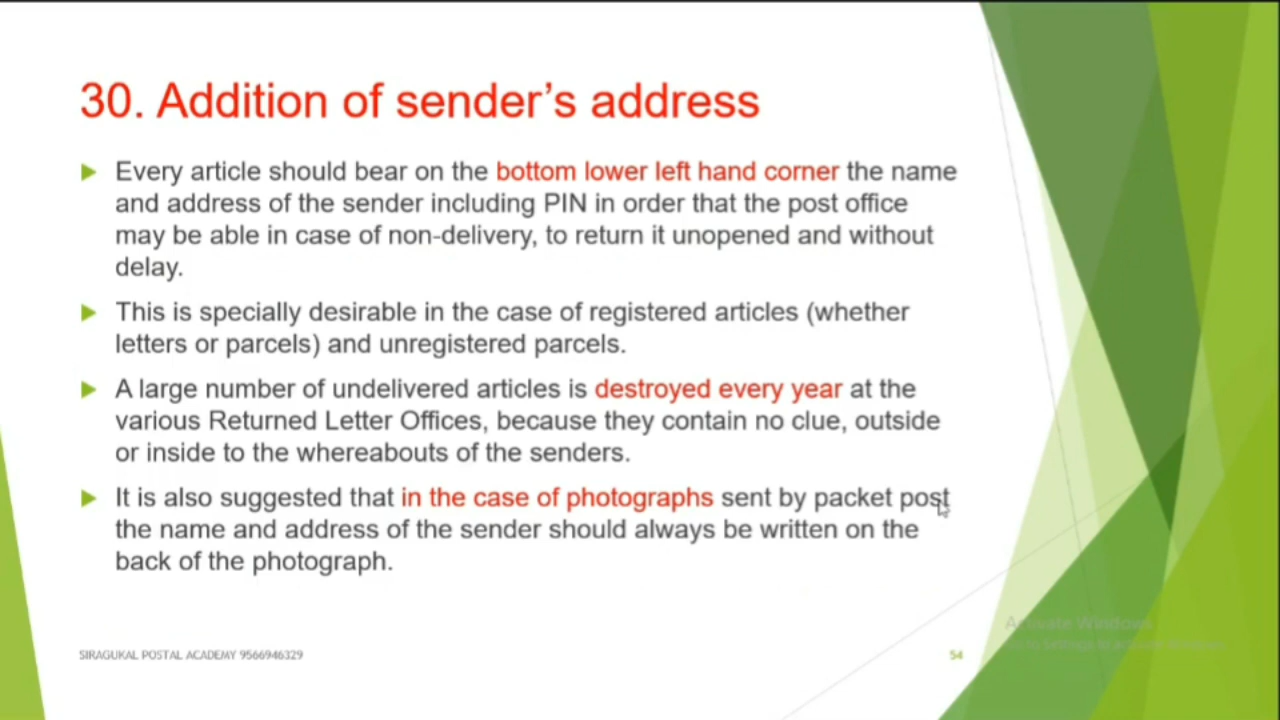 30. Addition of sender's address
Every article should bear on the bottom lower left hand corner the name
and address of the sender including PIN in order that the post office
may be able in case of non-delivery, to return it unopened and without
delay.
This is specially desirable in the case of registered articles (whether
letters or parcels) and unregistered parcels.
A large number of undelivered articles is destroyed every year at the
various Returned Letter Offices, because they contain no clue, outside
or inside to the whereabouts of the senders.
It is also suggested that in the case of photographs sent by packet post
the name and address of the sender should always be written on the
back of the photograph.
SIRAGUKAL POSTAL ACADEMY 9566946329
54
Activate Windows